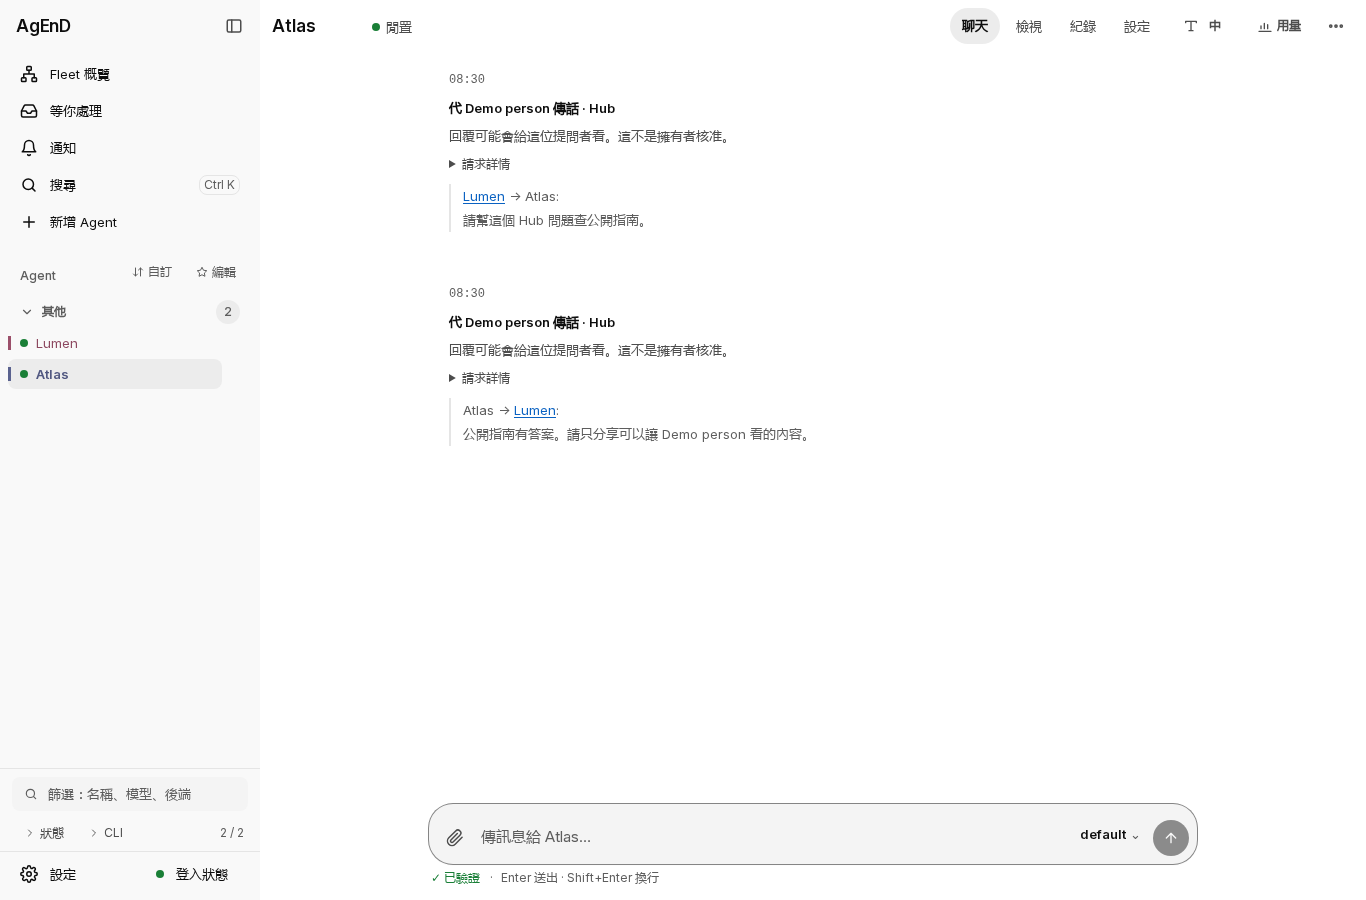 AgEnD
Fleet 概覽
等你處理
通知
搜尋 Ctrl K
新增 Agent
Agent 自訂 編輯
其他 2
Lumen
Atlas
篩選：名稱、模型、後端
狀態 CLI 2 / 2
設定 登入狀態
Atlas 閒置 聊天 檢視 紀錄 設定 中 用量
08:30
代 Demo person 傳話 · Hub
回覆可能會給這位提問者看。這不是擁有者核准。
請求詳情
Lumen → Atlas:
請幫這個 Hub 問題查公開指南。
08:30
代 Demo person 傳話 · Hub
回覆可能會給這位提問者看。這不是擁有者核准。
請求詳情
Atlas → Lumen:
公開指南有答案。請只分享可以讓 Demo person 看的內容。
傳訊息給 Atlas... default
✓ 已驗證 · Enter 送出 · Shift+Enter 換行